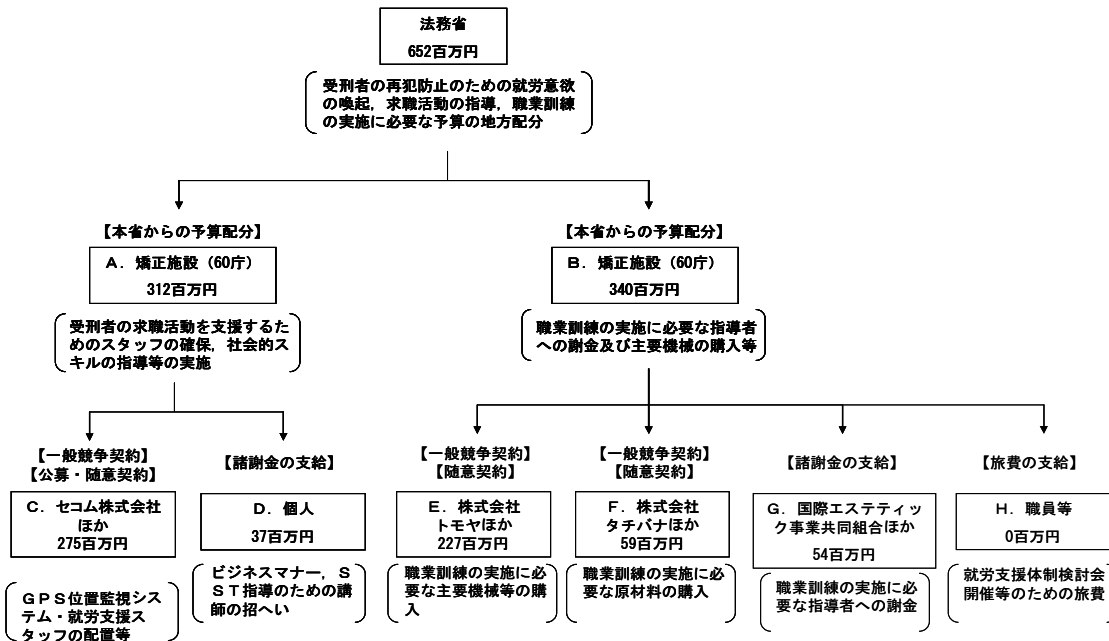 法務省
652百万円
受刑者の再犯防止のための就労意欲
の喚起，求職活動の指導，職業訓練
の実施に必要な予算の地方配分
【本省からの予算配分】
A．矯正施設（60庁）
312百万円
受刑者の求職活動を支援するた
めのスタッフの確保，社会的ス
キルの指導等の実施
【本省からの予算配分】
B．矯正施設（60庁）
340百万円
職業訓練の実施に必要な指導者
への謝金及び主要機械の購入等
【一般競争契約】
【公募・随意契約】
C．セコム株式会社
ほか
275百万円
GPS位置監視シス
テム・就労支援ス
タッフの配置等
【諸謝金の支給】
D．個人
37百万円
ビジネスマナー，S
ST指導のための講
師の招へい
【一般競争契約】
【随意契約】
E．株式会社
トモヤほか
227百万円
職業訓練の実施に必
要な主要機械等の購
入
【一般競争契約】
【随意契約】
F．株式会社
タチバナほか
59百万円
職業訓練の実施に必
要な原材料の購入
【諸謝金の支給】
G．国際エステティッ
ク事業共同組合ほか
54百万円
職業訓練の実施に必
要な指導者への謝金
【旅費の支給】
H．職員等
0百万円
就労支援体制検討会
開催等のための旅費